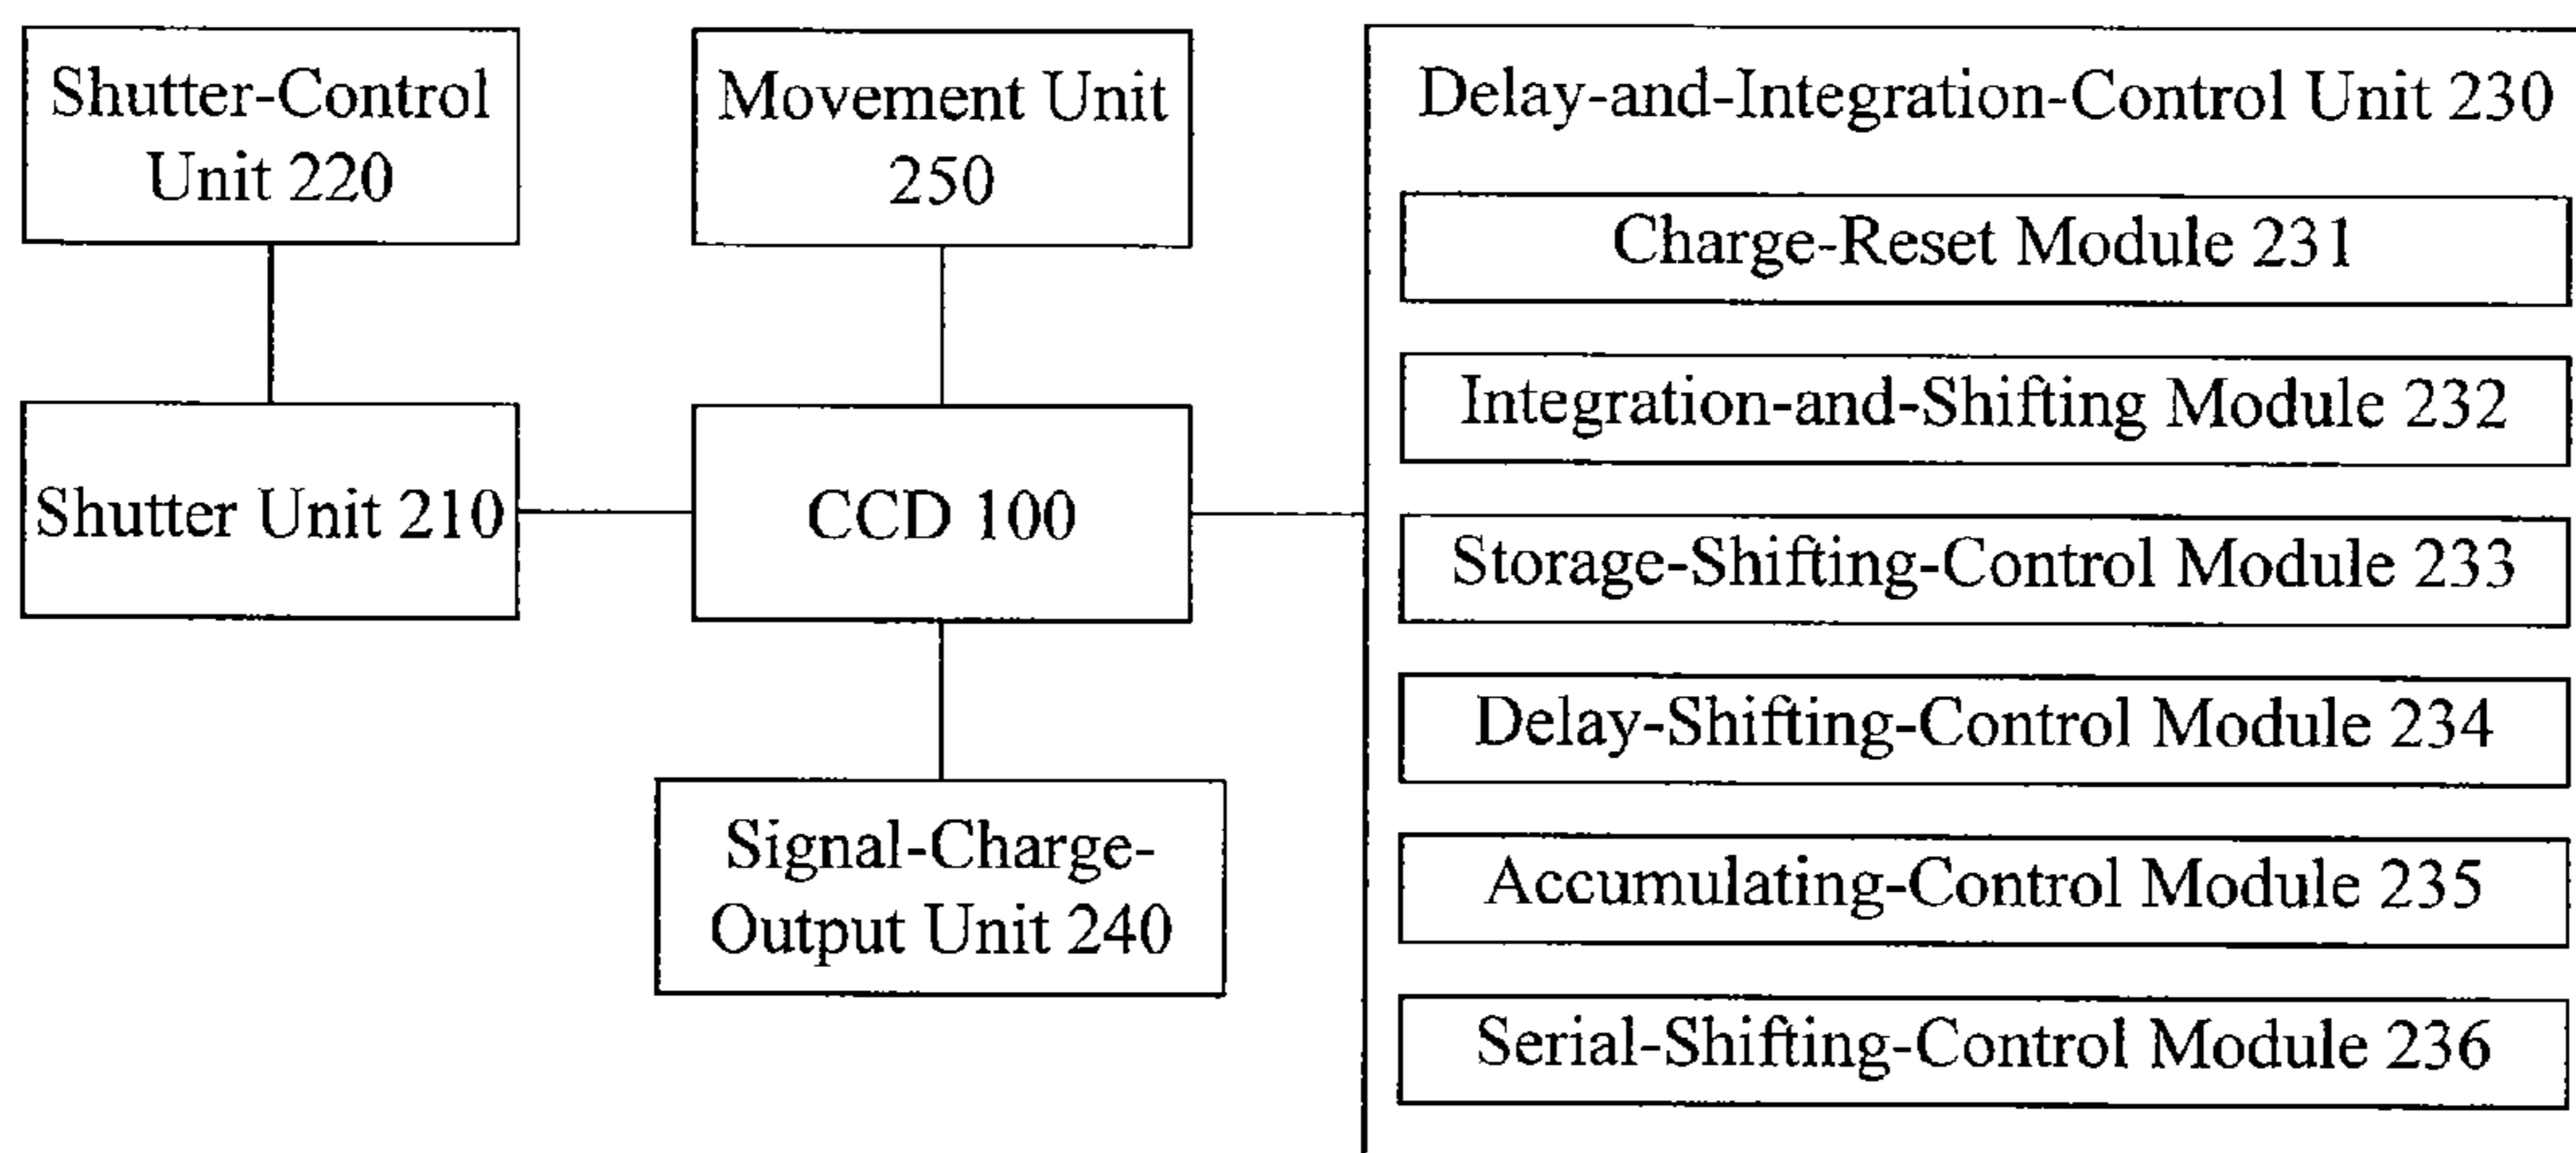 Shutter-Control
Unit 220
Movement Unit
250
Shutter Unit 210
CCD 100
Signal-Charge-
Output Unit 240
Delay-and-Integration-Control Unit 230
Charge-Reset Module 231
Integration-and-Shifting Module 232
Storage-Shifting-Control Module 233
Delay-Shifting-Control Module 234
Accumulating-Control Module 235
Serial-Shifting-Control Module 236